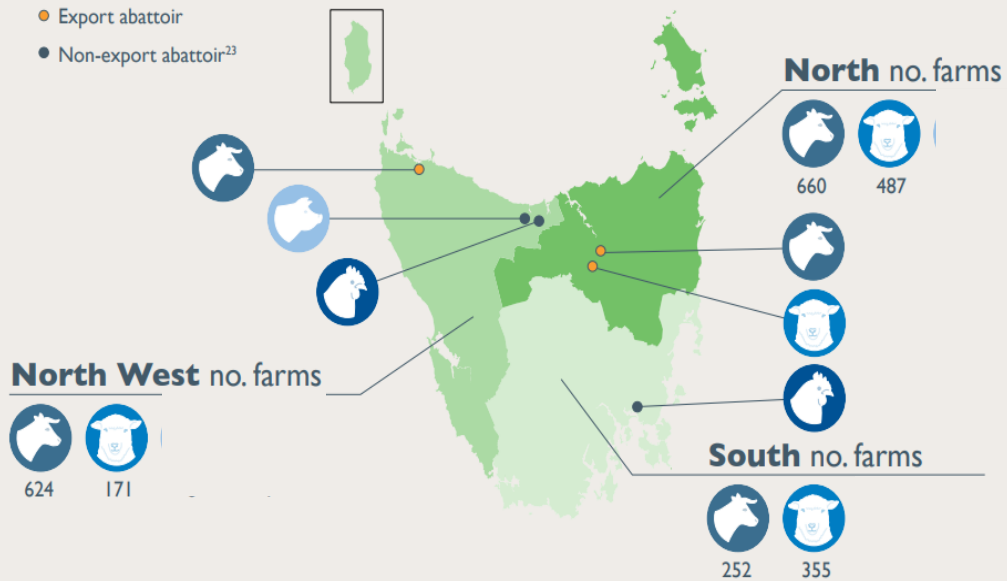 Export abattoir
Non-export abattoir23
North no. farms
660 487
North West no. farms
624 171
South no. farms
252 355